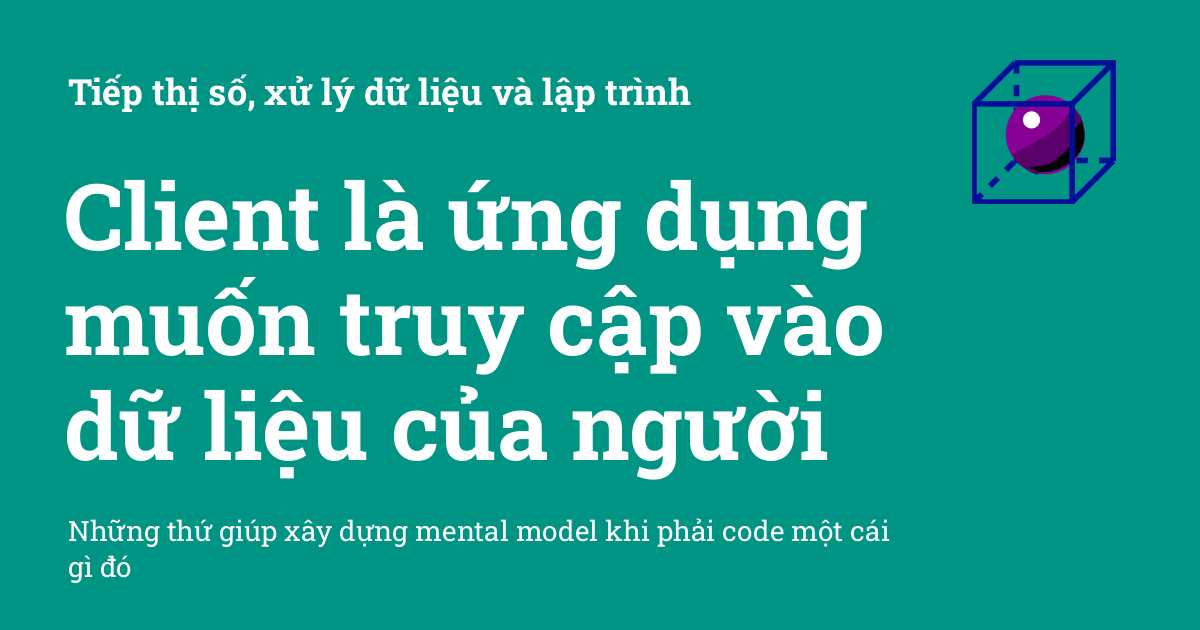 Tiếp thị số, xử lý dữ liệu và lập trình
Client là ứng dụng
muốn truy cập vào
dữ liệu của người
Những thứ giúp xây dựng mental model khi phải code một cái
gì đó